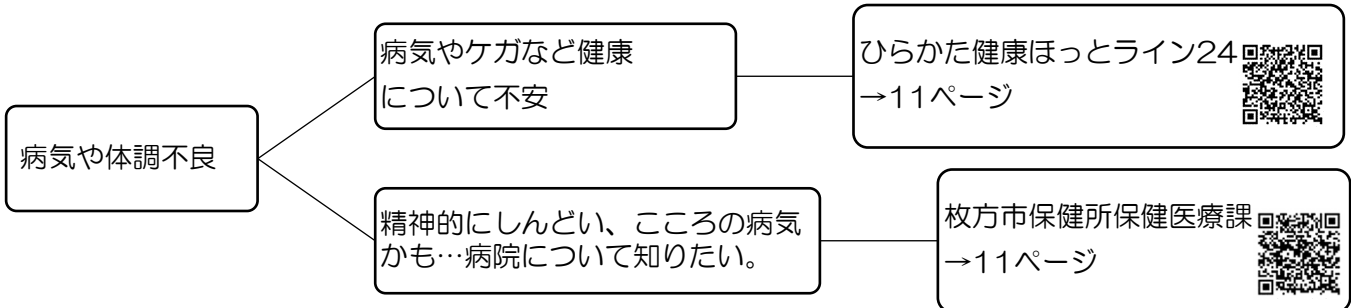 病気や体調不良
病気やケガなど健康
について不安
ひらかた健康ほっとライン24
→11ページ
精神的にしんどい、こころの病気
かも…病院について知りたい。
枚方市保健所保健医療課
→11ページ